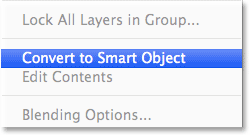 Lock All Layers in Group...
Convert to Smart Object
Edit Contents
Blending Options...